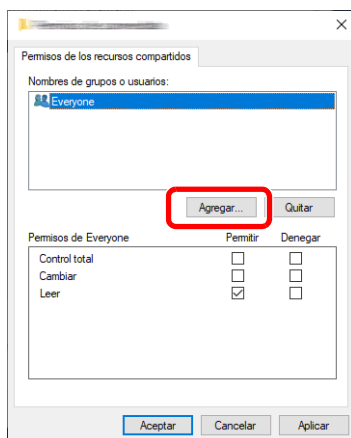 Permisos de los recursos compartidos
Nombres de grupos o usuarios:
Everyone
Agregar... Quitar
Permisos de Everyone Permitir Denegar
Control total
Cambiar
Leer
Aceptar Cancelar Aplicar